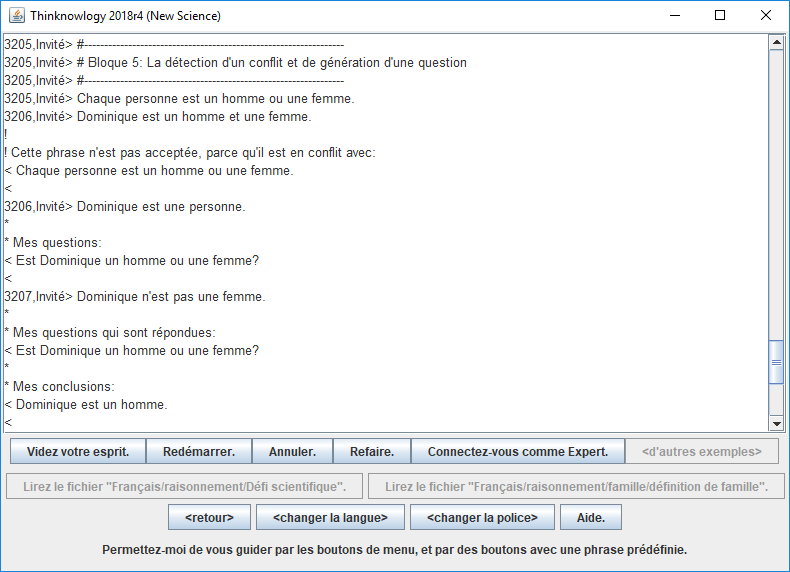 Thinknowlogy 2018r4 (New Science)
3205,Invité> #-----------------------------------------------------------------
3205,Invité> # Bloque 5: La détection d'un conflit et de génération d'une question
3205,Invité> #-----------------------------------------------------------------
3205,Invité> Chaque personne est un homme ou une femme.
3206,Invité> Dominique est un homme et une femme.
!
! Cette phrase n'est pas acceptée, parce qu'il est en conflit avec:
< Chaque personne est un homme ou une femme.
<
3206,Invité> Dominique est une personne.
*
* Mes questions:
< Est Dominique un homme ou une femme?
<
3207,Invité> Dominique n'est pas une femme.
*
* Mes questions qui sont répondues:
< Est Dominique un homme ou une femme?
*
* Mes conclusions:
< Dominique est un homme.
<
Videz votre esprit. Redémarrer. Annuler. Refaire. Connectez-vous comme Expert. <d'autres exemples>
Lirez le fichier "Français/raisonnement/Défi scientifique". Lirez le fichier "Français/raisonnement/famille/définition de famille".
<retour> <changer la langue> <changer la police> Aide.
Permettez-moi de vous guider par les boutons de menu, et par des boutons avec une phrase prédéfinie.